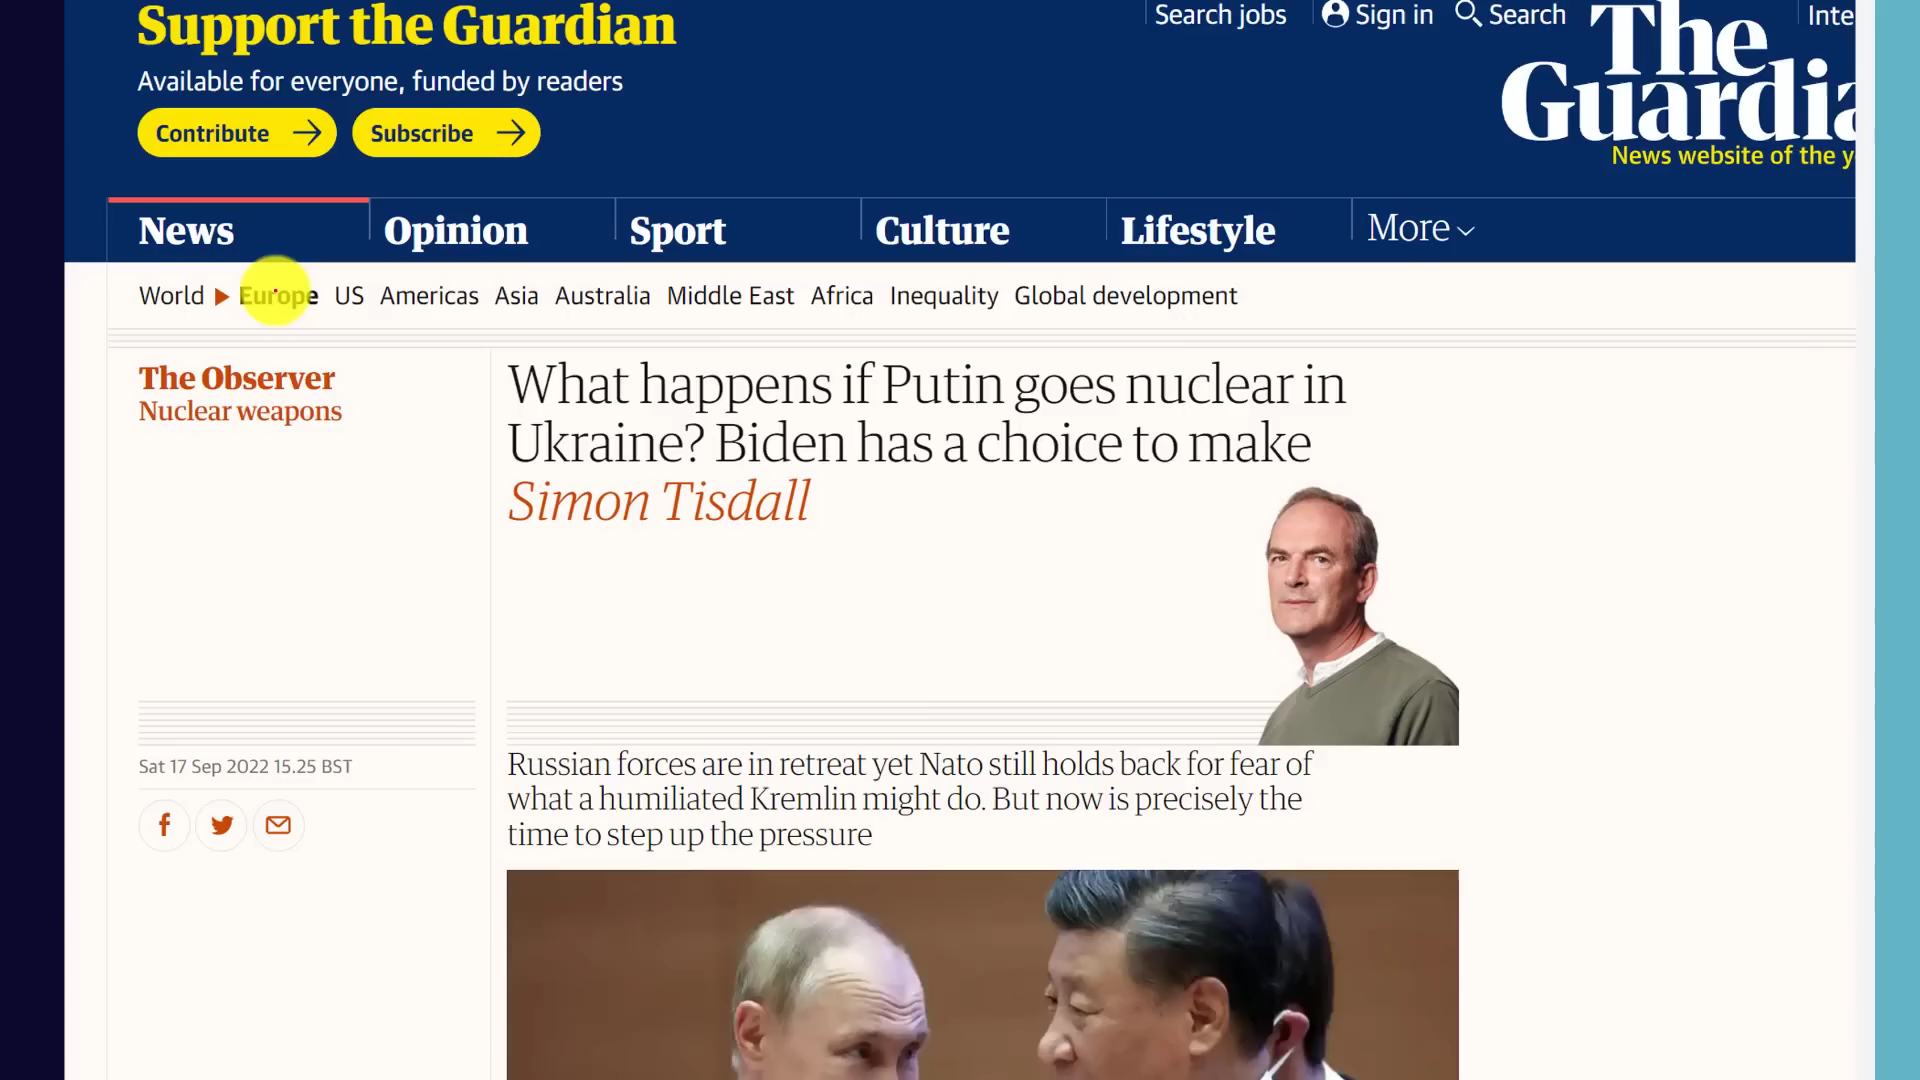 Support the Guardian
Available for everyone, funded by readers
Contribute
Subscribe
Search jobs
Sign in
Search
Inte
The
Guardia
News website of the y
News
Opinion
Sport
Culture
Lifestyle
More
World Europe US Americas Asia Australia Middle East Africa Inequality Global development
The Observer
Nuclear weapons
What happens if Putin goes nuclear in
Ukraine? Biden has a choice to make
Simon Tisdall
Russian forces are in retreat yet Nato still holds back for fear of
what a humiliated Kremlin might do. But now is precisely the
time to step up the pressure
Sat 17 Sep 2022 15.25 BST